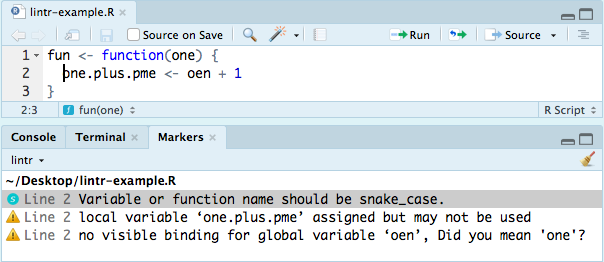 lintr-example.R
Source on Save
Run
Source
1 fun <- function(one) {
2 one.plus.pme <- oen + 1
3 }
2:3 fun(one) R Script
Console Terminal Markers
lintr
~/Desktop/lintr-example.R
S Line 2 Variable or function name should be snake_case.
Line 2 local variable ‘one.plus.pme’ assigned but may not be used
Line 2 no visible binding for global variable ‘oen’, Did you mean 'one'?